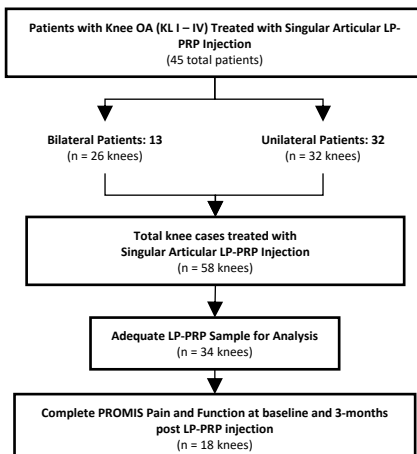 Patients with Knee OA (KL I – IV) Treated with Singular Articular LP-
PRP Injection
(45 total patients)
Bilateral Patients: 13
(n = 26 knees)
Unilateral Patients: 32
(n = 32 knees)
Total knee cases treated with
Singular Articular LP-PRP Injection
(n = 58 knees)
Adequate LP-PRP Sample for Analysis
(n = 34 knees)
Complete PROMIS Pain and Function at baseline and 3-months
post LP-PRP injection
(n = 18 knees)